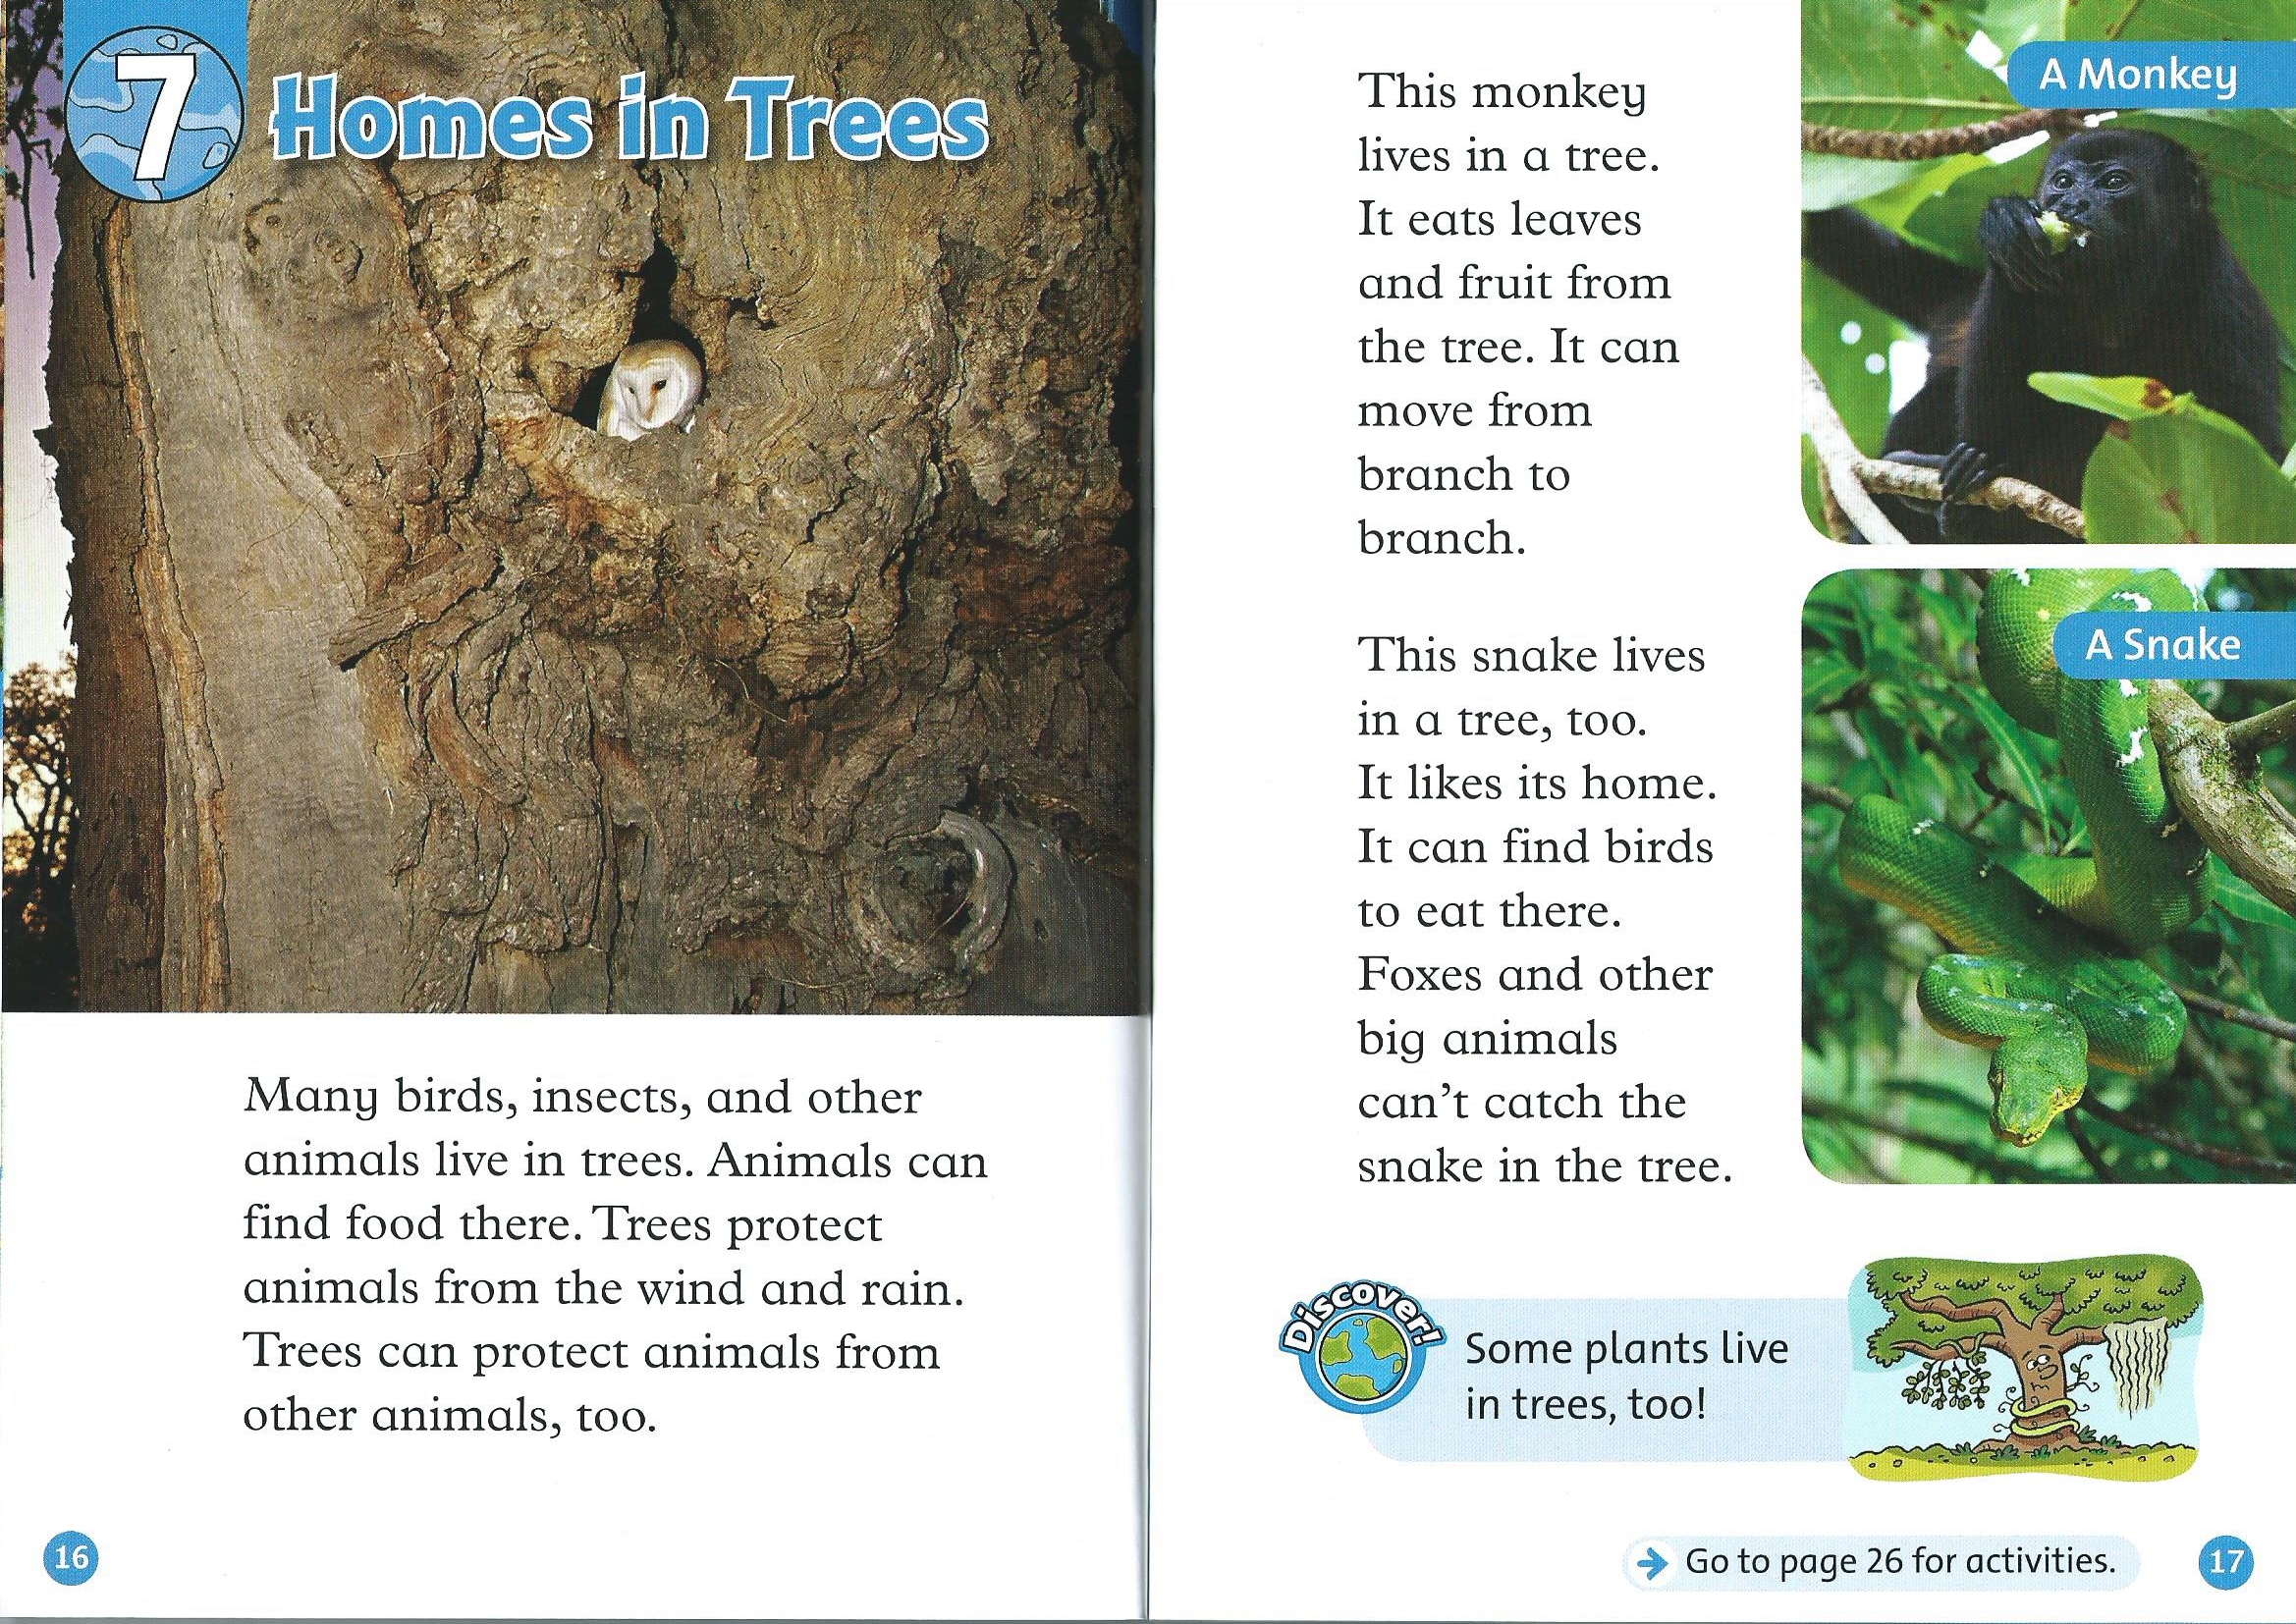 7
Homes in Trees
Many birds, insects, and other
animals live in trees. Animals can
find food there. Trees protect
animals from the wind and rain.
Trees can protect animals from
other animals, too.
16
This monkey
lives in a tree.
It eats leaves
and fruit from
the tree. It can
move from
branch to
branch.
A Monkey
This snake lives
in a tree, too.
It likes its home.
It can find birds
to eat there.
Foxes and other
big animals
can't catch the
snake in the tree.
A Snake
Discover!
Some plants live
in trees, too!
Go to page 26 for activities.
17